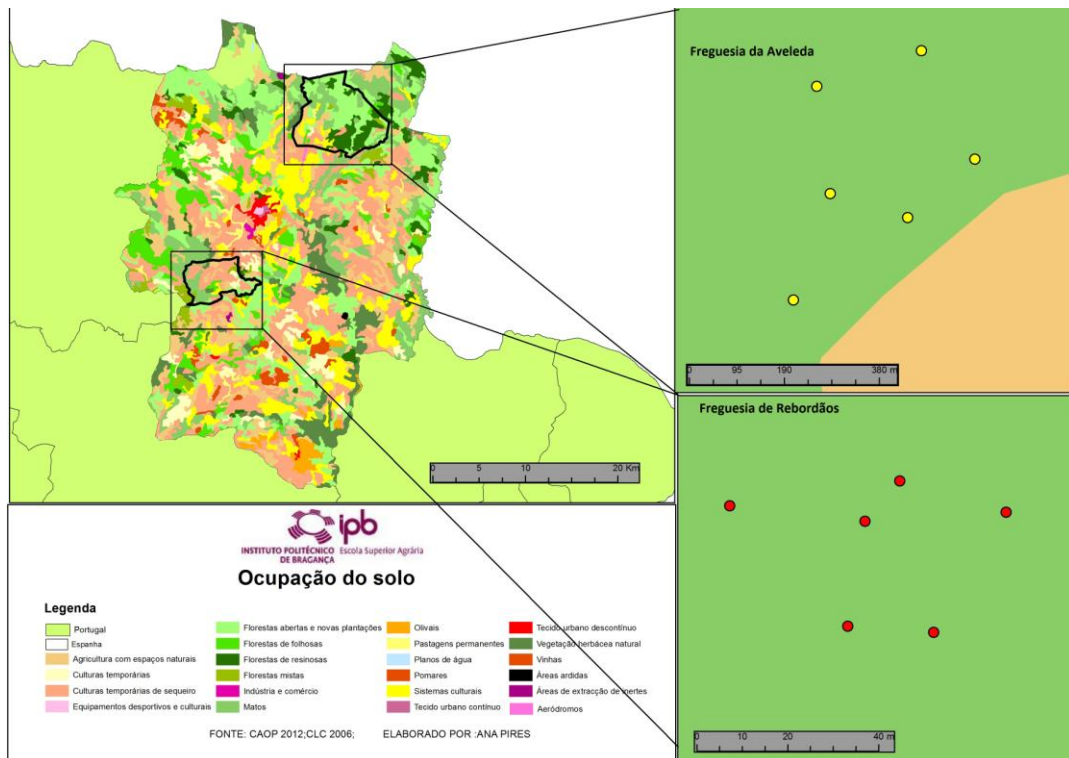 Freguesia da Aveleda
0 95 190 380 m
0 5 10 20 Km
Freguesia de Rebordãos
0 10 20 40 m
ipb
INSTITUTO POLITÉCNICO DE BRAGANÇA
Escola Superior Agrária
Ocupação do solo
Legenda
Portugal
Espanha
Agricultura com espaços naturais
Culturas temporárias
Culturas temporárias de sequeiro
Equipamentos desportivos e culturais
Florestas abertas e novas plantações
Florestas de folhosas
Florestas de resinosas
Florestas mistas
Indústria e comércio
Matos
Olivais
Pastagens permanentes
Planos de água
Pomares
Sistemas culturais
Tecido urbano contínuo
Tecido urbano descontínuo
Vegetação herbácea natural
Vinhas
Áreas ardidas
Áreas de extracção de inertes
Aeródromos
FONTE: CAOP 2012;CLC 2006; ELABORADO POR :ANA PIRES